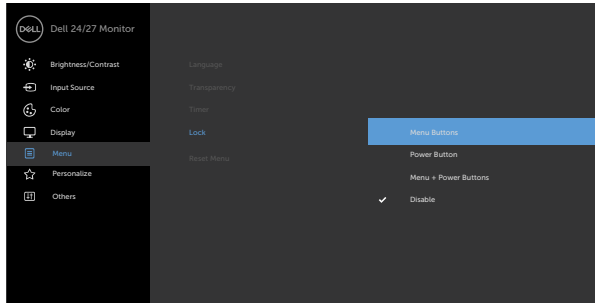 DELL Dell 24/27 Monitor
Brightness/Contrast Language
Input Source Transparency
Color Timer
Display Lock Menu Buttons
Menu Reset Menu Power Button
Personalize Menu + Power Buttons
Others Disable